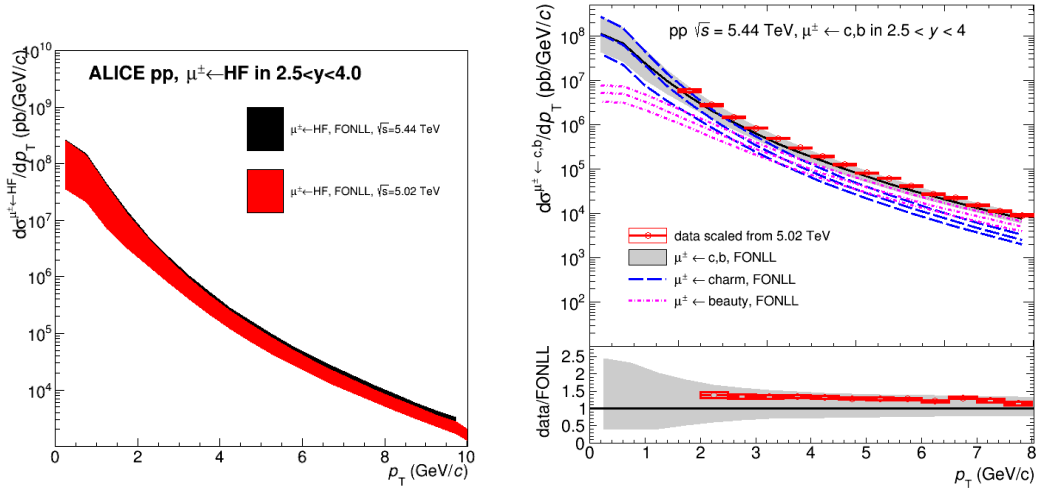 ALICE pp, μ±←HF in 2.5<y<4.0
μ±←HF, FONLL, √s=5.44 TeV
μ±←HF, FONLL, √s=5.02 TeV
dσ^μ±←HF/dp_T (pb/GeV/c)
10^10
10^9
10^8
10^7
10^6
10^5
10^4
0 2 4 6 8 10
p_T (GeV/c)
pp √s = 5.44 TeV, μ± ← c,b in 2.5 < y < 4
dσ^μ± ← c,b/dp_T (pb/GeV/c)
10^8
10^7
10^6
10^5
10^4
10^3
10^2
data scaled from 5.02 TeV
μ± ← c,b, FONLL
μ± ← charm, FONLL
μ± ← beauty, FONLL
data/FONLL
2.5
2
1.5
1
0.5
0
0 1 2 3 4 5 6 7 8
p_T (GeV/c)